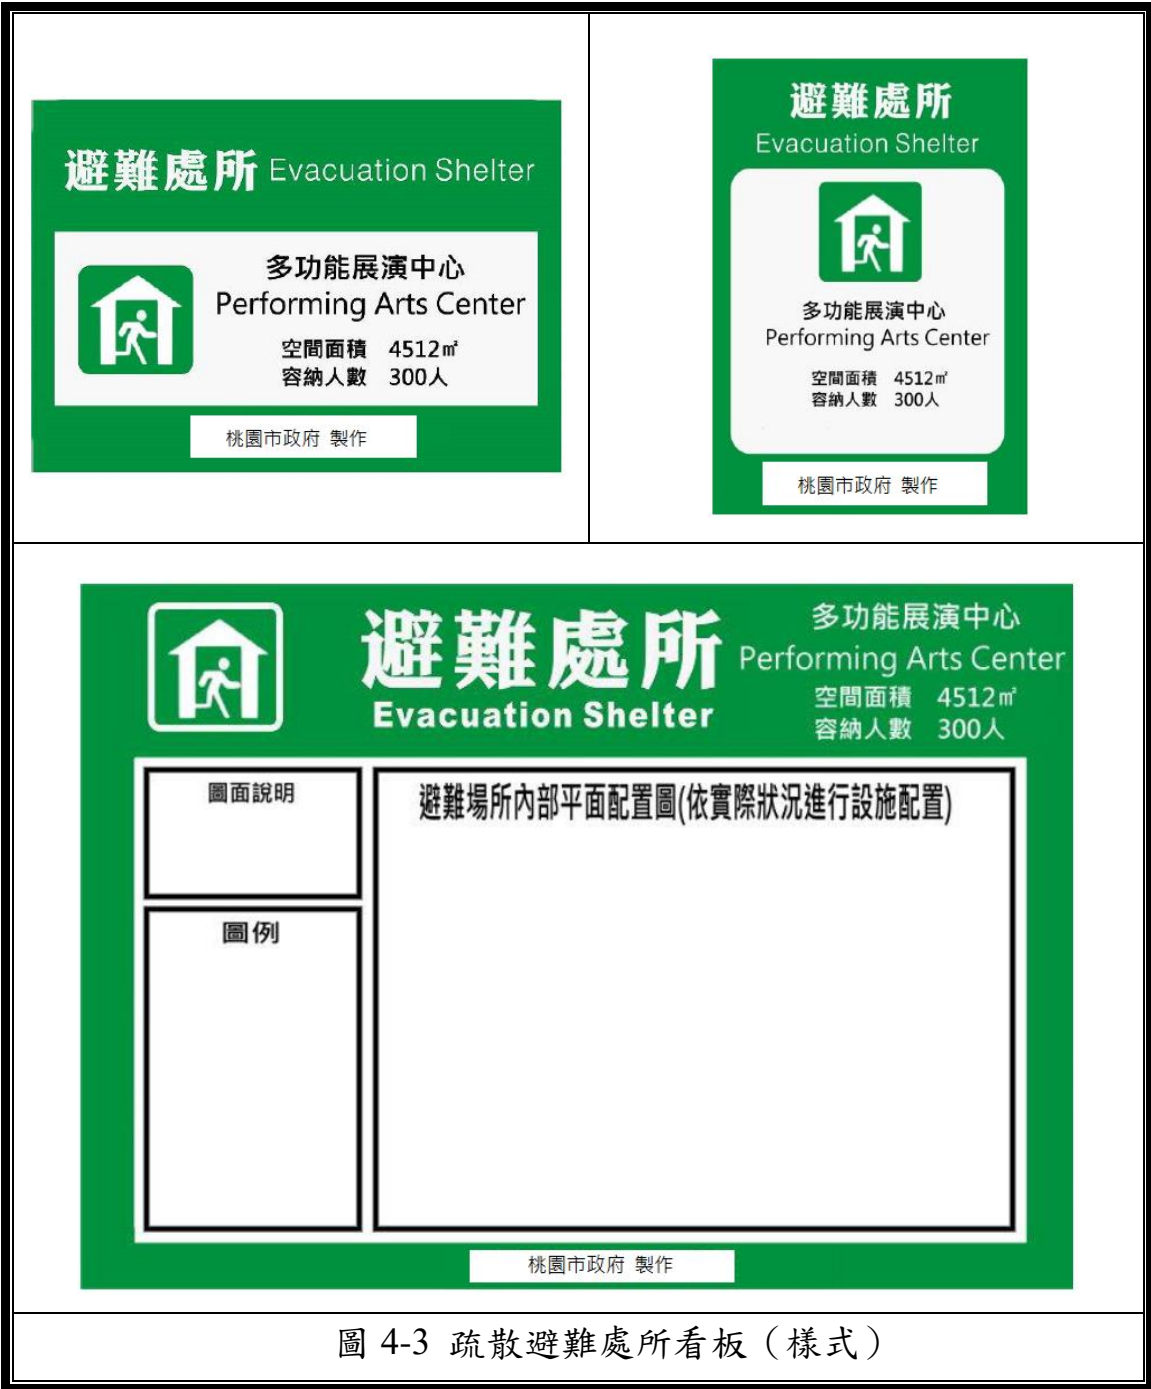 避難處所 Evacuation Shelter
多功能展演中心
Performing Arts Center
空間面積 4512㎡
容納人數 300人
桃園市政府 製作
避難處所
Evacuation Shelter
多功能展演中心
Performing Arts Center
空間面積 4512㎡
容納人數 300人
桃園市政府 製作
避難處所
Evacuation Shelter
多功能展演中心
Performing Arts Center
空間面積 4512㎡
容納人數 300人
圖面說明
圖例
避難場所內部平面配置圖(依實際狀況進行設施配置)
桃園市政府 製作
圖 4-3 疏散避難處所看板（樣式）